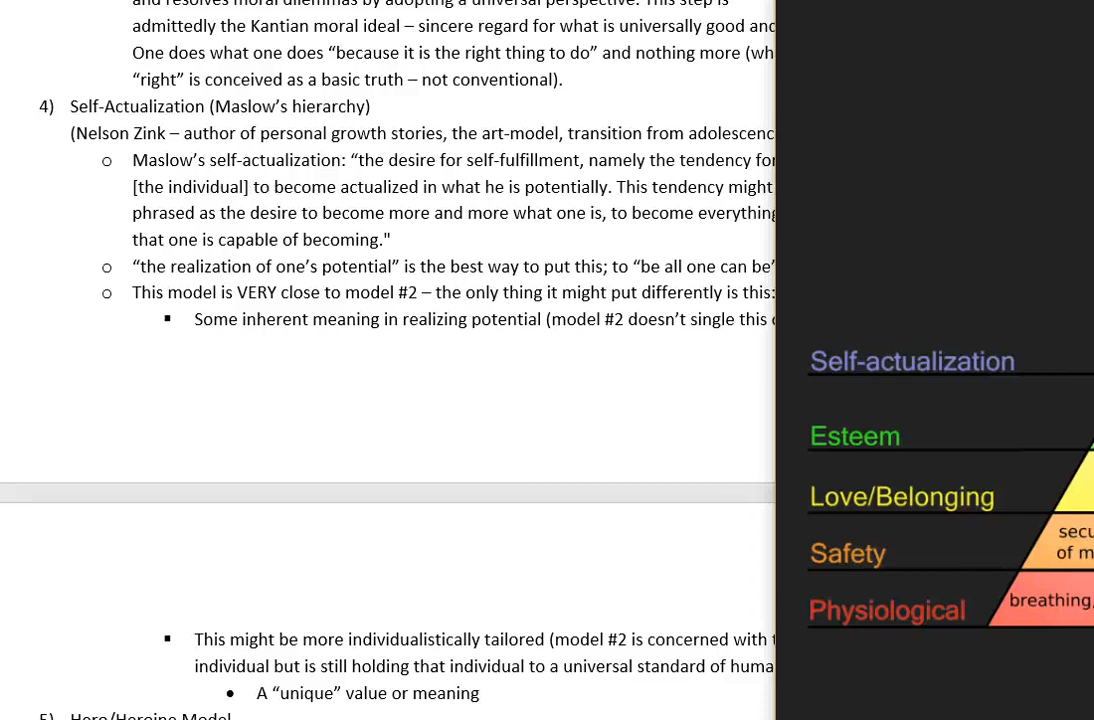 and resolves moral dilemmas by adopting a universal perspective. This step is
admittedly the Kantian moral ideal – sincere regard for what is universally good and
One does what one does “because it is the right thing to do” and nothing more
“right” is conceived as a basic truth – not conventional).
4) Self-Actualization (Maslow’s hierarchy)
(Nelson Zink – author of personal growth stories, the art-model, transition from
o Maslow’s self-actualization: “the desire for self-fulfillment, namely the tendency for
[the individual] to become actualized in what he is potentially. This tendency might
phrased as the desire to become more and more what one is, to become everything
that one is capable of becoming."
o “the realization of one’s potential” is the best way to put this; to “be all one can be’
o This model is VERY close to model #2 – the only thing it might put differently is this:
▪ Some inherent meaning in realizing potential (model #2 doesn’t single this
▪ This might be more individualistically tailored (model #2 is concerned with
individual but is still holding that individual to a universal standard of
• A “unique” value or meaning
5) Hero/Heroine Model
Self-actualization
Esteem
Love/Belonging
Safety
of
Physiological
breathing,